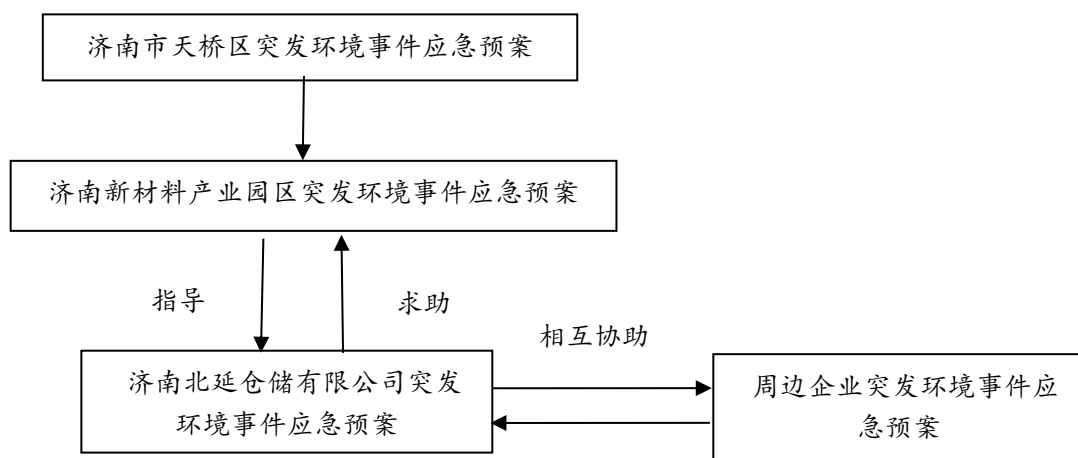 济南市天桥区突发环境事件应急预案
济南新材料产业园区突发环境事件应急预案
指导
求助
相互协助
济南北延仓储有限公司突发
环境事件应急预案
周边企业突发环境事件应
急预案